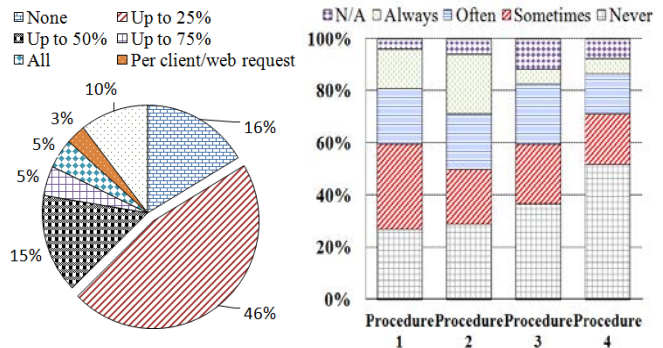 None Up to 25%
Up to 50% Up to 75%
All Per client/web request
10%
16%
3%
5%
5%
15%
46%
N/A Always Often Sometimes Never
100%
80%
60%
40%
20%
0%
Procedure Procedure Procedure Procedure
1 2 3 4